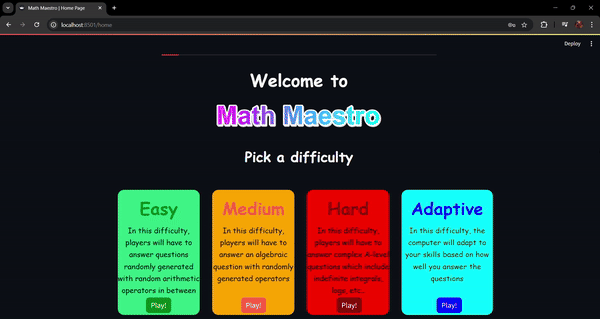 Math Maestro | Home Page
localhost:8501/home
Deploy
Welcome to
Math Maestro
Pick a difficulty
Easy
In this difficulty,
players will have to
answer questions
randomly generated
with random arithmetic
operators in between
Play!
Medium
In this difficulty,
players will have to
answer an algebraic
question with randomly
generated operators
Play!
Hard
In this difficulty,
players will have to
answer complex A-level
questions which include
indefinite integrals,
logs, etc.
Play!
Adaptive
In this difficulty, the
computer will adapt to
your skills based on how
well you answer the
questions
Play!